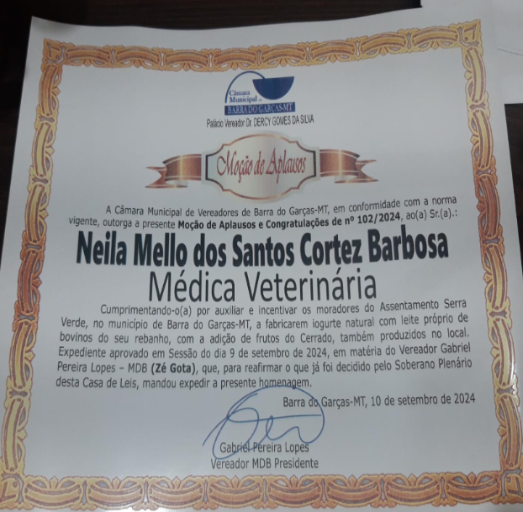 Câmara
Municipal de
BARRA DO GARÇAS-MT
Palácio Vereador Dr. DERCY GOMES DA SILVA
Moção de Aplausos
A Câmara Municipal de Vereadores de Barra do Garças-MT, em conformidade com a norma
vigente, outorga a presente Moção de Aplausos e Congratulações de nº 102/2024, ao(a) Sr.(a).:
Neila Mello dos Santos Cortez Barbosa
Médica Veterinária
Cumprimentando-o(a) por auxiliar e incentivar os moradores do Assentamento Serra
Verde, no município de Barra do Garças-MT, a fabricarem iogurte natural com leite próprio de
bovinos do seu rebanho, com a adição de frutos do Cerrado, também produzidos no local.
Expediente aprovado em Sessão do dia 9 de setembro de 2024, em matéria do Vereador Gabriel
Pereira Lopes – MDB (Zé Gota), que, para reafirmar o que já foi decidido pelo Soberano Plenário
desta Casa de Leis, mandou expedir a presente homenagem.
Barra do Garças-MT, 10 de setembro de 2024
Gabriel Pereira Lopes
Vereador MDB Presidente